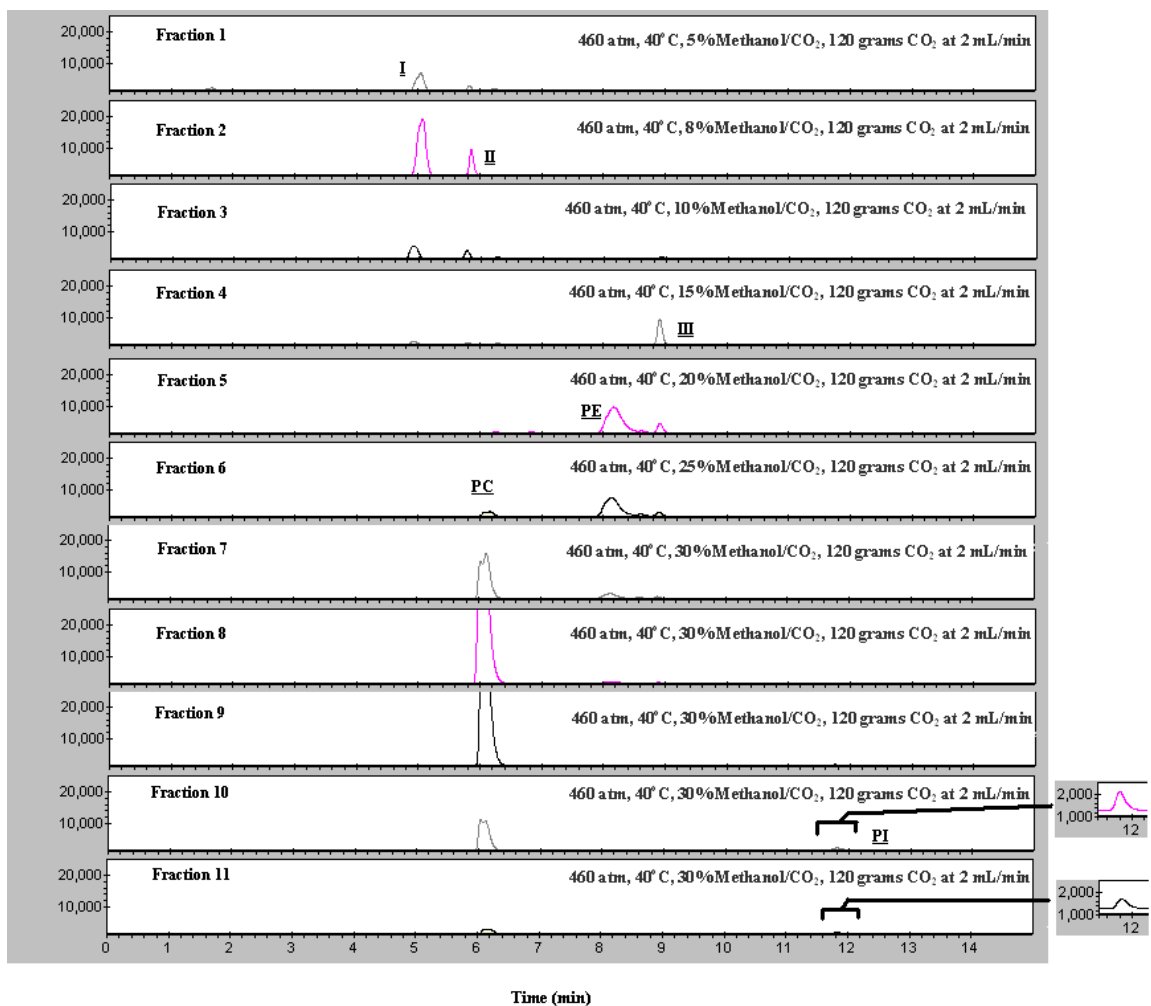 20,000
10,000
Fraction 1
460 atm, 40°C, 5%Methanol/CO₂, 120 grams CO₂ at 2 mL/min
I
20,000
10,000
Fraction 2
460 atm, 40°C, 8%Methanol/CO₂, 120 grams CO₂ at 2 mL/min
II
20,000
10,000
Fraction 3
460 atm, 40°C, 10%Methanol/CO₂, 120 grams CO₂ at 2 mL/min
20,000
10,000
Fraction 4
460 atm, 40°C, 15%Methanol/CO₂, 120 grams CO₂ at 2 mL/min
III
20,000
10,000
Fraction 5
460 atm, 40°C, 20%Methanol/CO₂, 120 grams CO₂ at 2 mL/min
PE
20,000
10,000
Fraction 6
460 atm, 40°C, 25%Methanol/CO₂, 120 grams CO₂ at 2 mL/min
PC
20,000
10,000
Fraction 7
460 atm, 40°C, 30%Methanol/CO₂, 120 grams CO₂ at 2 mL/min
20,000
10,000
Fraction 8
460 atm, 40°C, 30%Methanol/CO₂, 120 grams CO₂ at 2 mL/min
20,000
10,000
Fraction 9
460 atm, 40°C, 30%Methanol/CO₂, 120 grams CO₂ at 2 mL/min
20,000
10,000
Fraction 10
460 atm, 40°C, 30%Methanol/CO₂, 120 grams CO₂ at 2 mL/min
PI
2,000
1,000
12
20,000
10,000
Fraction 11
460 atm, 40°C, 30%Methanol/CO₂, 120 grams CO₂ at 2 mL/min
2,000
1,000
12
0 1 2 3 4 5 6 7 8 9 10 11 12 13 14
Time (min)